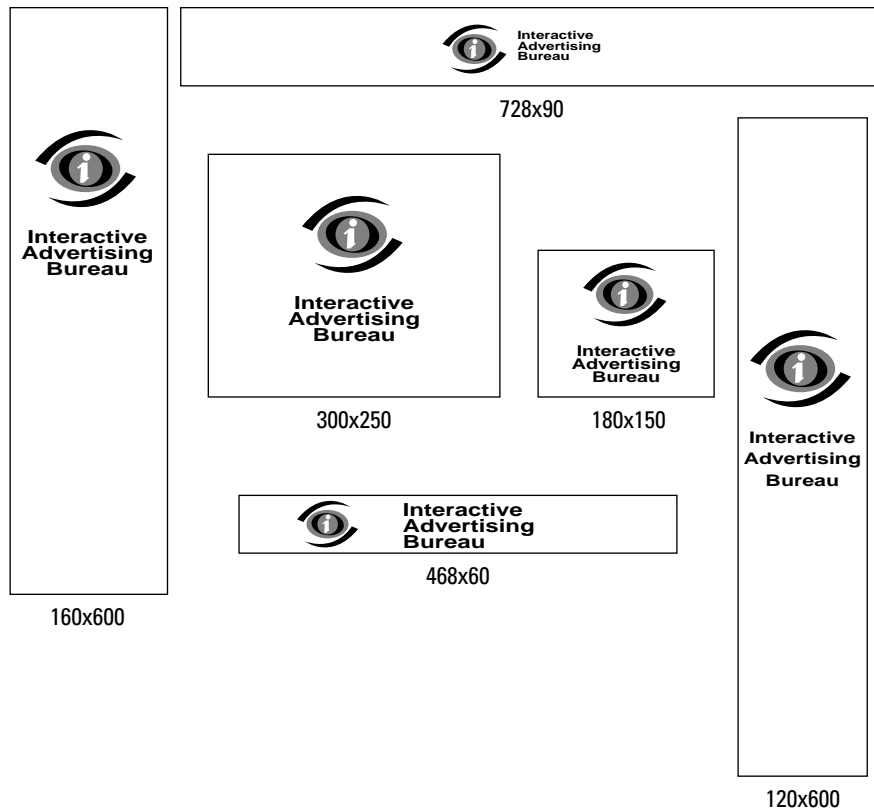 Interactive
Advertising
Bureau
728x90
Interactive
Advertising
Bureau
160x600
Interactive
Advertising
Bureau
300x250
Interactive
Advertising
Bureau
180x150
Interactive
Advertising
Bureau
468x60
Interactive
Advertising
Bureau
120x600